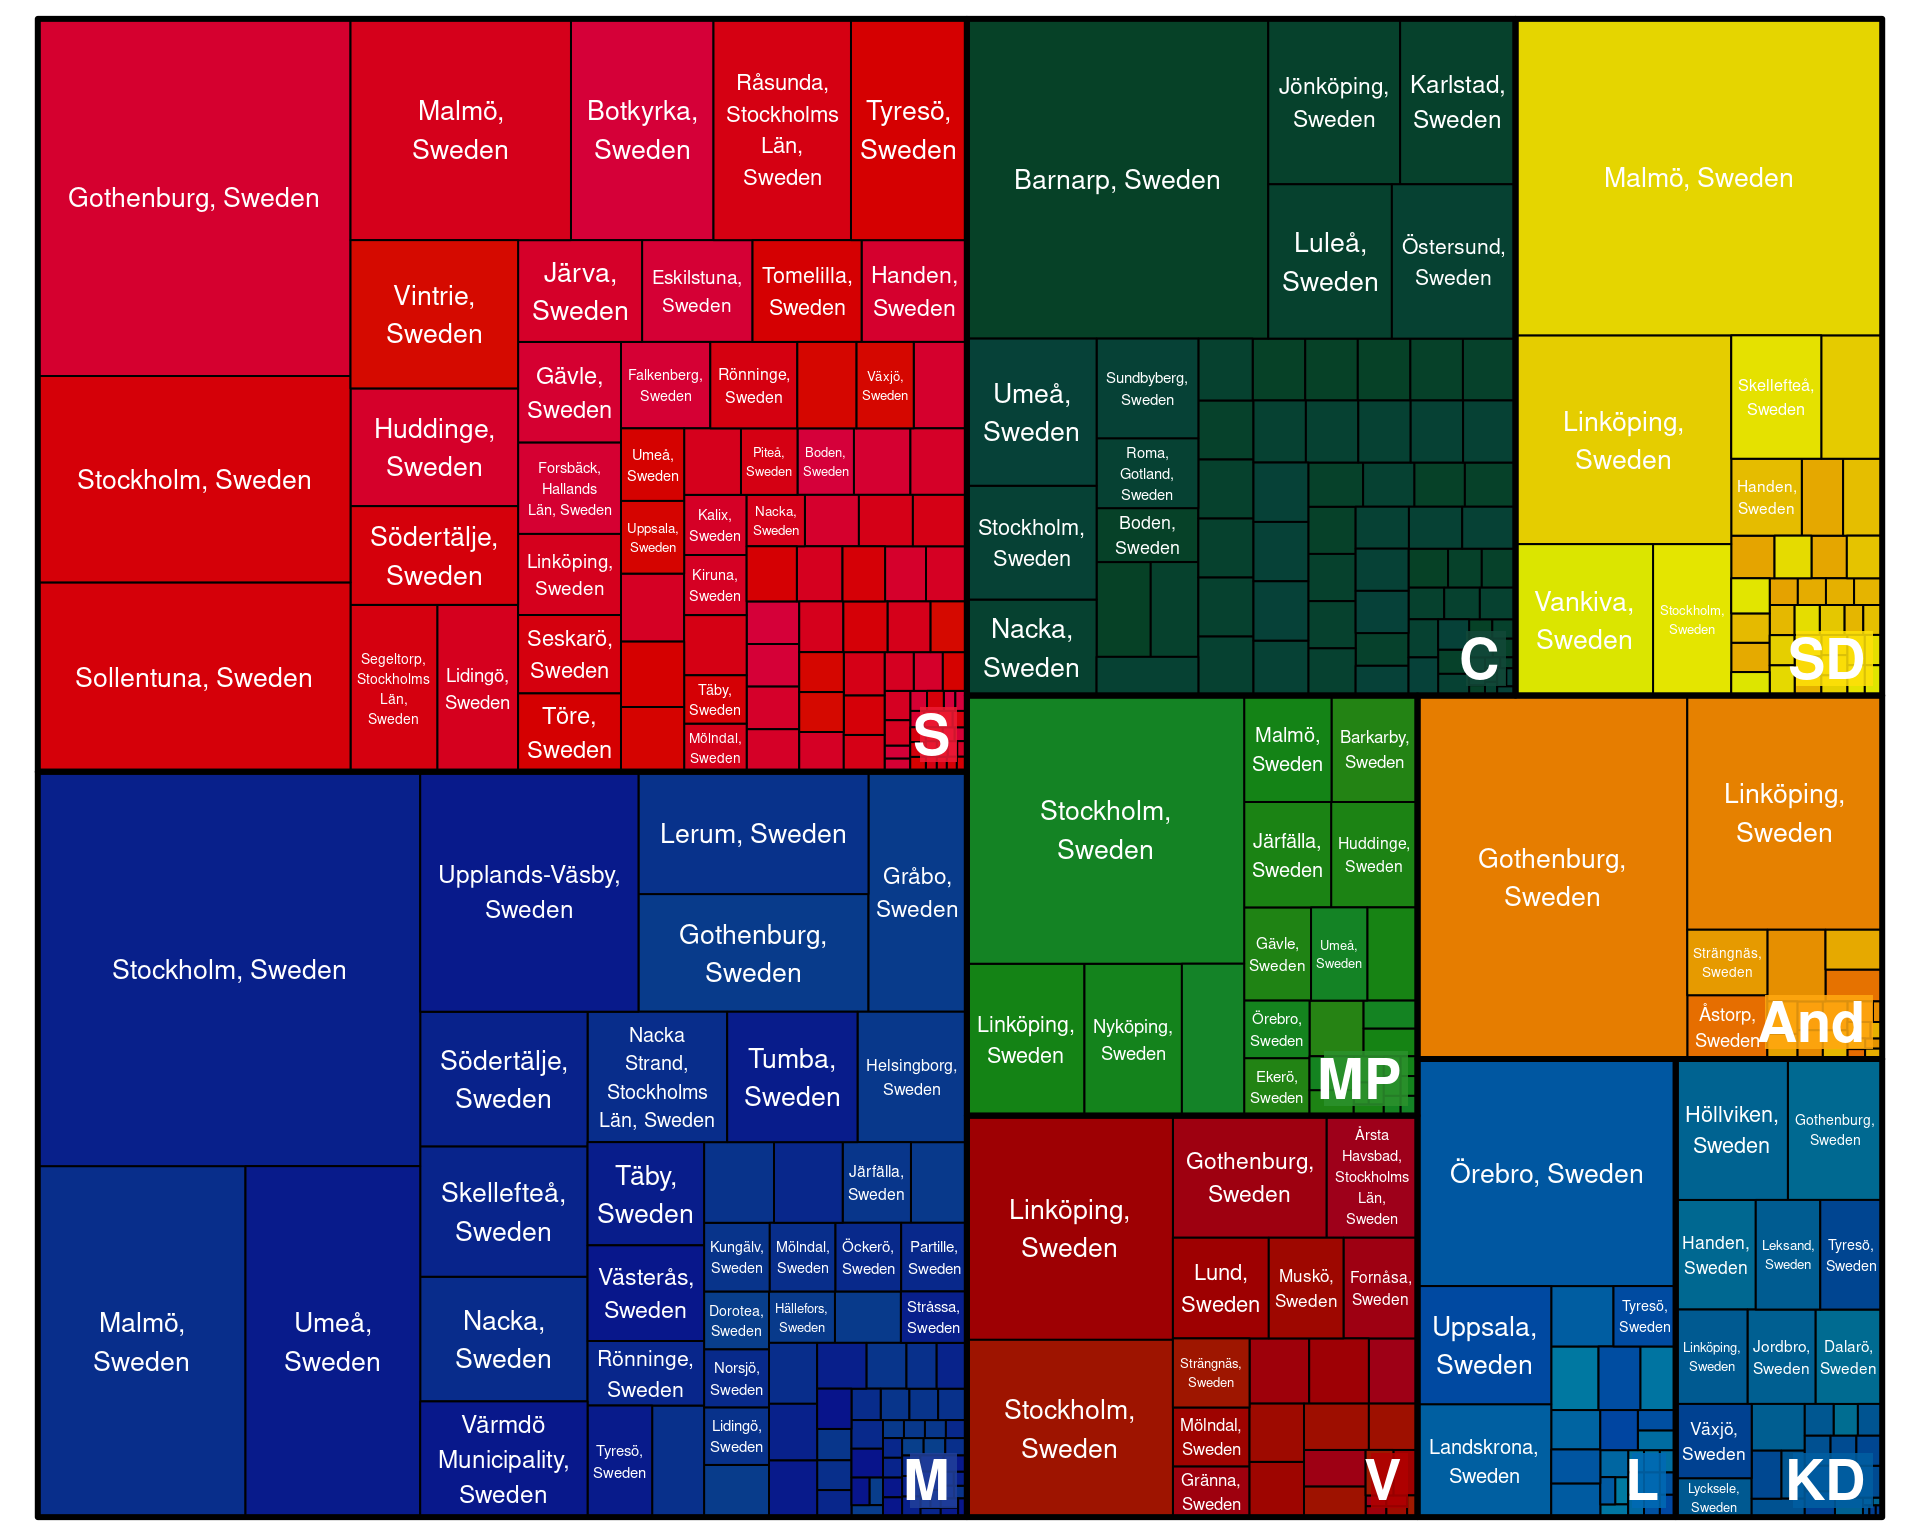 Gothenburg, Sweden
Stockholm, Sweden
Sollentuna, Sweden
Malmö,
Sweden
Botkyrka,
Sweden
Råsunda,
Stockholms
Län,
Sweden
Tyresö,
Sweden
Vintrie,
Sweden
Huddinge,
Sweden
Södertälje,
Sweden
Segeltorp,
Stockholms
Län,
Sweden
Lidingö,
Sweden
Järva,
Sweden
Eskilstuna,
Sweden
Tomelilla,
Sweden
Handen,
Sweden
Gävle,
Sweden
Forsbäck,
Hallands
Län, Sweden
Linköping,
Sweden
Seskarö,
Sweden
Töre,
Sweden
Falkenberg,
Sweden
Rönninge,
Sweden
Växjö,
Sweden
Umeå,
Sweden
Uppsala,
Sweden
Piteå,
Sweden
Boden,
Sweden
Kalix,
Sweden
Nacka,
Sweden
Kiruna,
Sweden
Täby,
Sweden
Mölndal,
Sweden
S
Barnarp, Sweden
Jönköping,
Sweden
Karlstad,
Sweden
Luleå,
Sweden
Östersund,
Sweden
Umeå,
Sweden
Stockholm,
Sweden
Nacka,
Sweden
Sundbyberg,
Sweden
Roma,
Gotland,
Sweden
Boden,
Sweden
C
Malmö, Sweden
Linköping,
Sweden
Vankiva,
Sweden
Stockholm,
Sweden
Skellefteå,
Sweden
Handen,
Sweden
SD
Stockholm, Sweden
Malmö,
Sweden
Umeå,
Sweden
Upplands-Väsby,
Sweden
Lerum, Sweden
Gothenburg,
Sweden
Gråbo,
Sweden
Södertälje,
Sweden
Skellefteå,
Sweden
Nacka,
Sweden
Värmdö
Municipality,
Sweden
Nacka
Strand,
Stockholms
Län, Sweden
Tumba,
Sweden
Helsingborg,
Sweden
Täby,
Sweden
Västerås,
Sweden
Rönninge,
Sweden
Tyresö,
Sweden
Järfälla,
Sweden
Kungälv,
Sweden
Mölndal,
Sweden
Öckerö,
Sweden
Partille,
Sweden
Dorotea,
Sweden
Hällefors,
Sweden
Stråssa,
Sweden
Norsjö,
Sweden
Lidingö,
Sweden
M
Stockholm,
Sweden
Linköping,
Sweden
Nyköping,
Sweden
Malmö,
Sweden
Barkarby,
Sweden
Järfälla,
Sweden
Huddinge,
Sweden
Gävle,
Sweden
Umeå,
Sweden
Örebro,
Sweden
Ekerö,
Sweden
MP
Gothenburg,
Sweden
Linköping,
Sweden
Strängnäs,
Sweden
Åstorp,
Sweden
And
Linköping,
Sweden
Stockholm,
Sweden
Gothenburg,
Sweden
Årsta
Havsbad,
Stockholms
Län,
Sweden
Lund,
Sweden
Muskö,
Sweden
Fornåsa,
Sweden
Strängnäs,
Sweden
Mölndal,
Sweden
Gränna,
Sweden
V
Örebro, Sweden
Uppsala,
Sweden
Landskrona,
Sweden
Tyresö,
Sweden
L
Höllviken,
Sweden
Gothenburg,
Sweden
Handen,
Sweden
Leksand,
Sweden
Tyresö,
Sweden
Linköping,
Sweden
Jordbro,
Sweden
Dalarö,
Sweden
Växjö,
Sweden
Lycksele,
Sweden
KD